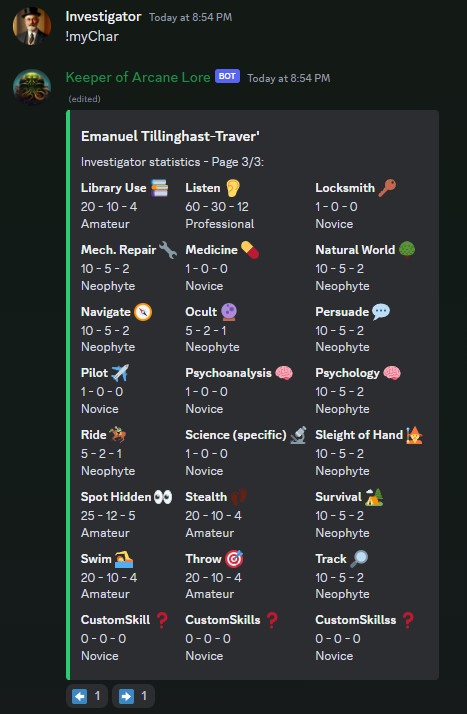 Investigator Today at 8:54 PM
!myChar
Keeper of Arcane Lore BOT Today at 8:54 PM
(edited)
Emanuel Tillinghast-Traver'
Investigator statistics - Page 3/3:
Library Use Listen Locksmith
20 - 10 - 4 60 - 30 - 12 1 - 0 - 0
Amateur Professional Novice
Mech. Repair Medicine Natural World
10 - 5 - 2 1 - 0 - 0 10 - 5 - 2
Neophyte Novice Neophyte
Navigate Ocult Persuade
10 - 5 - 2 5 - 2 - 1 10 - 5 - 2
Neophyte Neophyte Neophyte
Pilot Psychoanalysis Psychology
1 - 0 - 0 1 - 0 - 0 10 - 5 - 2
Novice Novice Neophyte
Ride Science (specific) Sleight of Hand
5 - 2 - 1 1 - 0 - 0 10 - 5 - 2
Neophyte Novice Neophyte
Spot Hidden Stealth Survival
25 - 12 - 5 20 - 10 - 4 10 - 5 - 2
Amateur Amateur Neophyte
Swim Throw Track
20 - 10 - 4 20 - 10 - 4 10 - 5 - 2
Amateur Amateur Neophyte
CustomSkill CustomSkills CustomSkillss
0 - 0 - 0 0 - 0 - 0 0 - 0 - 0
Novice Novice Novice
1 1